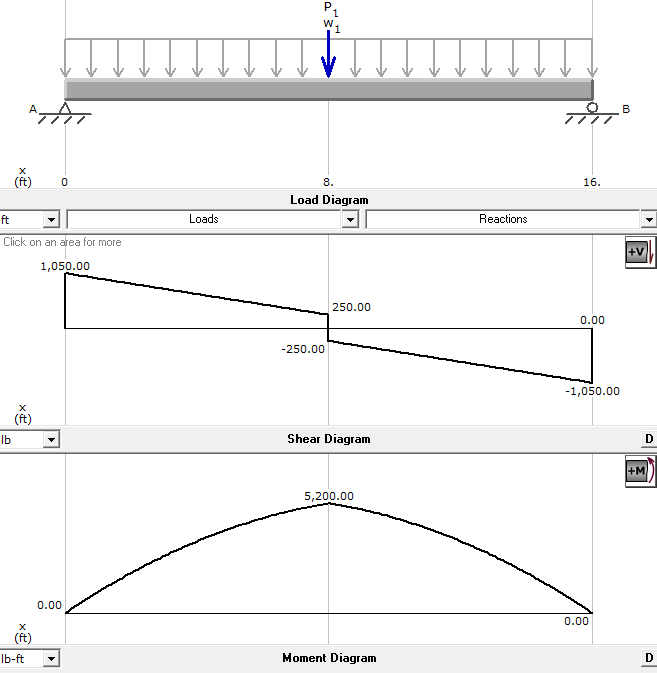 P1
w1
A
B
x
(ft)
0
8.
16.
Load Diagram
ft
Loads
Reactions
Click on an area for more
+V
1,050.00
250.00
0.00
-250.00
-1,050.00
x
(ft)
lb
Shear Diagram
D
+M
5,200.00
0.00
0.00
x
(ft)
lb-ft
Moment Diagram
D